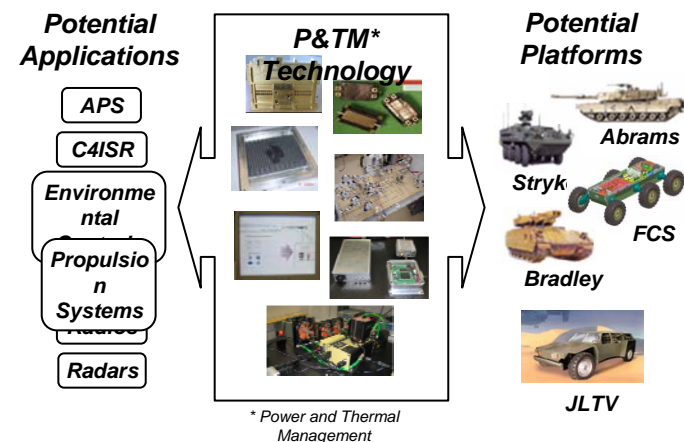 Potential
Applications
APS
C4ISR
Environme
ntal
Propulsio
n
Systems
Radars
P&TM*
Technology
* Power and Thermal
Management
Potential
Platforms
Abrams
Stryk
FCS
Bradley
JLTV